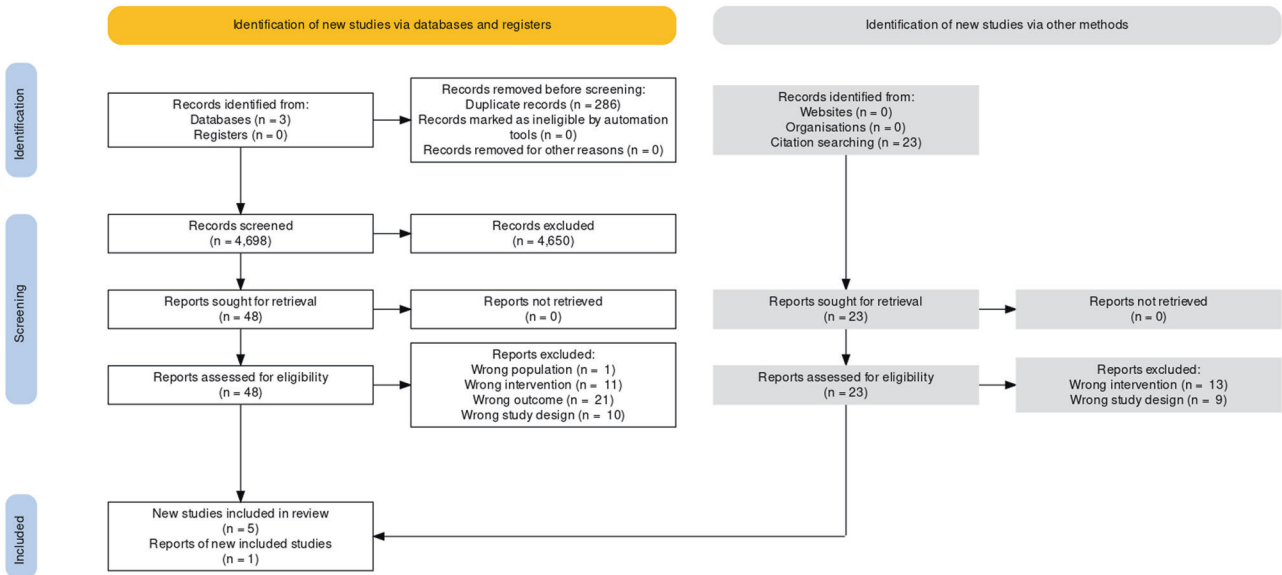 Identification of new studies via databases and registers
Identification of new studies via other methods
Identification
Records identified from:
Databases (n = 3)
Registers (n = 0)
Records removed before screening:
Duplicate records (n = 286)
Records marked as ineligible by automation
tools (n = 0)
Records removed for other reasons (n = 0)
Records identified from:
Websites (n = 0)
Organisations (n = 0)
Citation searching (n = 23)
Screening
Records screened
(n = 4,698)
Records excluded
(n = 4,650)
Reports sought for retrieval
(n = 48)
Reports not retrieved
(n = 0)
Reports sought for retrieval
(n = 23)
Reports not retrieved
(n = 0)
Reports assessed for eligibility
(n = 48)
Reports excluded:
Wrong population (n = 1)
Wrong intervention (n = 11)
Wrong outcome (n = 21)
Wrong study design (n = 10)
Reports assessed for eligibility
(n = 23)
Reports excluded:
Wrong intervention (n = 13)
Wrong study design (n = 9)
Included
New studies included in review
(n = 5)
Reports of new included studies
(n = 1)